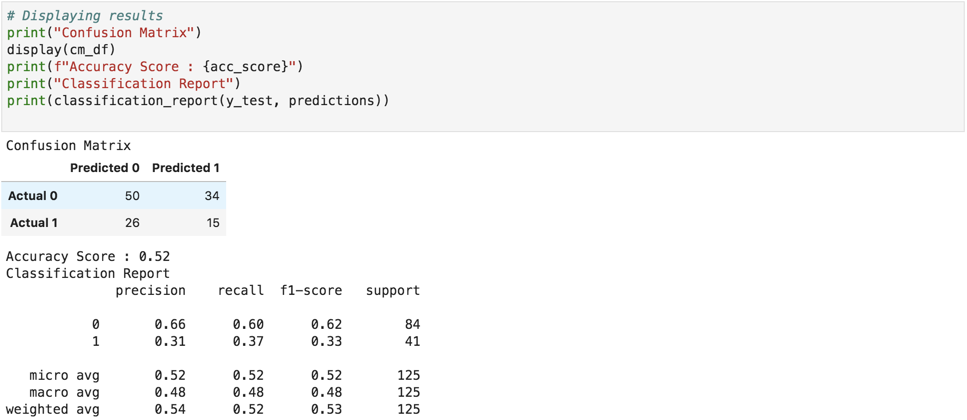 # Displaying results
print("Confusion Matrix")
display(cm_df)
print(f"Accuracy Score : {acc_score}")
print("Classification Report")
print(classification_report(y_test, predictions))
Confusion Matrix
Predicted 0 Predicted 1
Actual 0 50 34
Actual 1 26 15
Accuracy Score : 0.52
Classification Report
precision recall f1-score support
0 0.66 0.60 0.62 84
1 0.31 0.37 0.33 41
micro avg 0.52 0.52 0.52 125
macro avg 0.48 0.48 0.48 125
weighted avg 0.54 0.52 0.53 125